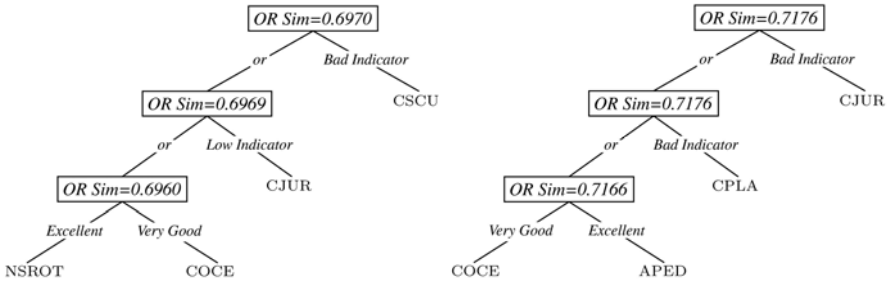 OR Sim=0.6970
or
Bad Indicator
OR Sim=0.6969
CSCU
or
Low Indicator
OR Sim=0.6960
CJUR
Excellent
Very Good
NSROT
COCE
OR Sim=0.7176
or
Bad Indicator
OR Sim=0.7176
CJUR
or
Bad Indicator
OR Sim=0.7166
CPLA
Very Good
Excellent
COCE
APED